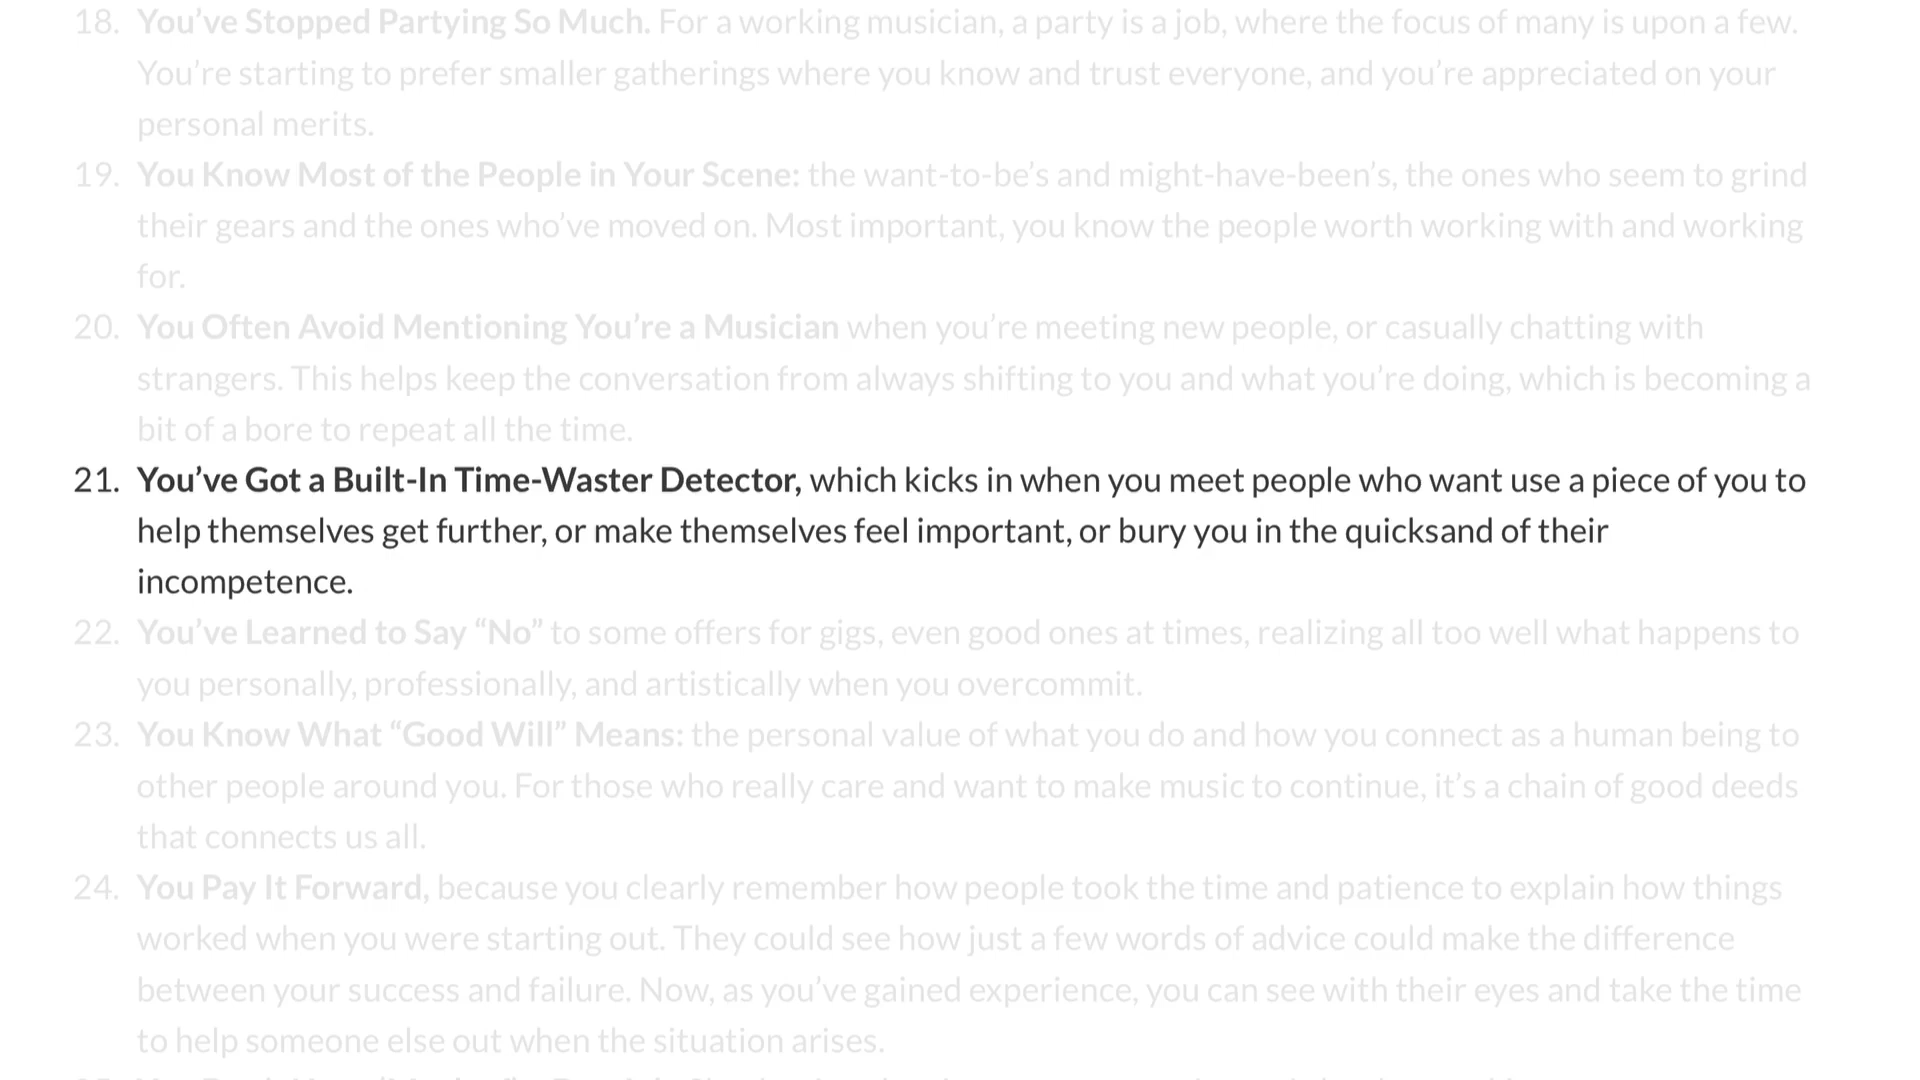 18. You’ve Stopped Partying So Much. For a working musician, a party is a job, where the focus of many is upon a few.
You’re starting to prefer smaller gatherings where you know and trust everyone, and you’re appreciated on your
personal merits.
19. You Know Most of the People in Your Scene: the want-to-be’s and might-have-been’s, the ones who seem to grind
their gears and the ones who’ve moved on. Most important, you know the people worth working with and working
for.
20. You Often Avoid Mentioning You’re a Musician when you’re meeting new people, or casually chatting with
strangers. This helps keep the conversation from always shifting to you and what you’re doing, which is becoming a
bit of a bore to repeat all the time.
21. You’ve Got a Built-In Time-Waster Detector, which kicks in when you meet people who want use a piece of you to
help themselves get further, or make themselves feel important, or bury you in the quicksand of their
incompetence.
22. You’ve Learned to Say “No” to some offers for gigs, even good ones at times, realizing all too well what happens to
you personally, professionally, and artistically when you overcommit.
23. You Know What “Good Will” Means: the personal value of what you do and how you connect as a human being to
other people around you. For those who really care and want to make music to continue, it’s a chain of good deeds
that connects us all.
24. You Pay It Forward, because you clearly remember how people took the time and patience to explain how things
worked when you were starting out. They could see how just a few words of advice could make the difference
between your success and failure. Now, as you’ve gained experience, you can see with their eyes and take the time
to help someone else out when the situation arises.